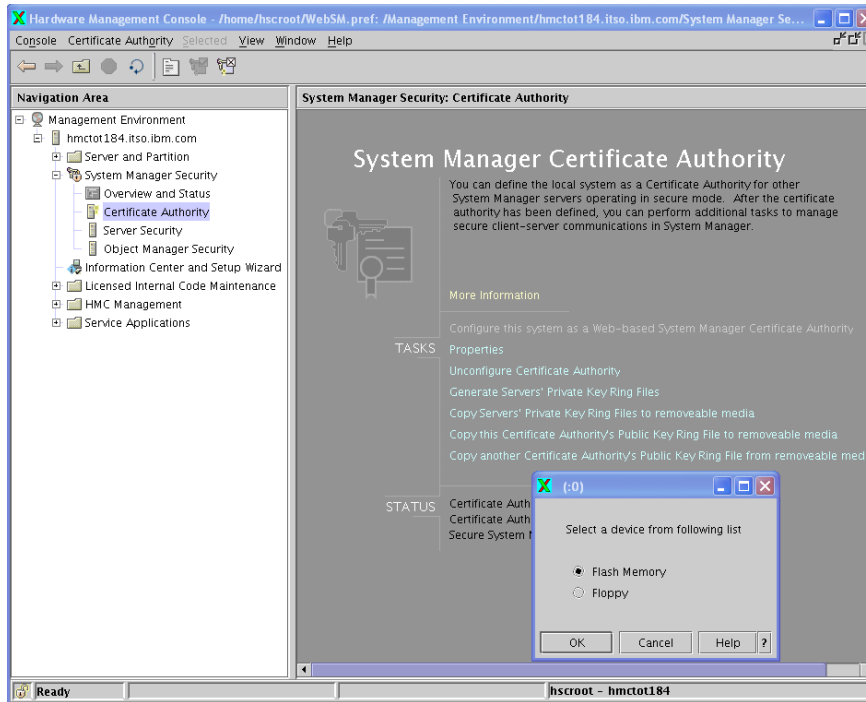 Hardware Management Console - /home/hscroot/WebSM.pref: /Management Environment/hmctot184.itso.ibm.com/System Manager Se...
Console Certificate Authority Selected View Window Help
Navigation Area
Management Environment
hmctot184.itso.ibm.com
Server and Partition
System Manager Security
Overview and Status
Certificate Authority
Server Security
Object Manager Security
Information Center and Setup Wizard
Licensed Internal Code Maintenance
HMC Management
Service Applications
System Manager Security: Certificate Authority
System Manager Certificate Authority
You can define the local system as a Certificate Authority for other
System Manager servers operating in secure mode. After the certificate
authority has been defined, you can perform additional tasks to manage
secure client-server communications in System Manager.
More Information
Configure this system as a Web-based System Manager Certificate Authority
TASKS
Properties
Unconfigure Certificate Authority
Generate Servers' Private Key Ring Files
Copy Servers' Private Key Ring Files to removeable media
Copy this Certificate Authority's Public Key Ring File to removeable media
Copy another Certificate Authority's Public Key Ring File from removeable med
STATUS
Certificate Auth
Certificate Auth
Secure System
(:0)
Select a device from following list
Flash Memory
Floppy
OK Cancel Help ?
Ready
hscroot - hmctot184